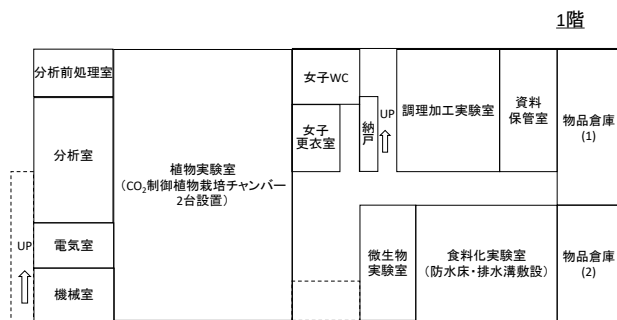 1階
分析前処理室
分析室
電気室
機械室
UP
植物実験室
（CO₂制御植物栽培チャンバー
2台設置）
女子WC
女子
更衣室
納戸
UP
調理加工実験室
資料
保管室
物品倉庫
(1)
微生物
実験室
食料化実験室
（防水床・排水溝敷設）
物品倉庫
(2)